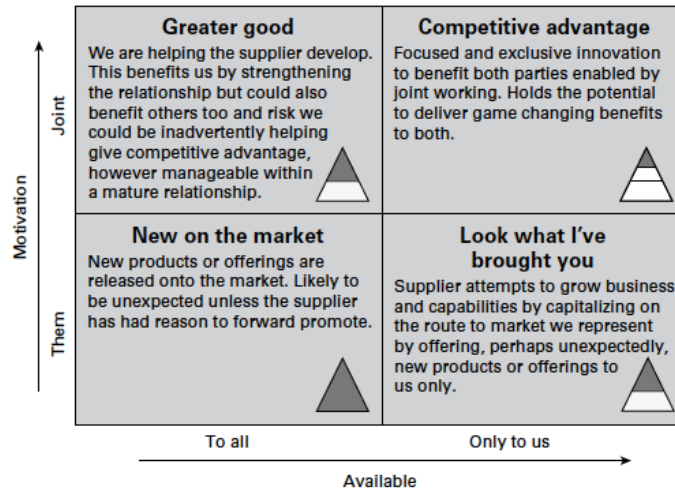 Greater good
We are helping the supplier develop.
This benefits us by strengthening
the relationship but could also
benefit others too and risk we
could be inadvertently helping
give competitive advantage,
however manageable within
a mature relationship.
Competitive advantage
Focused and exclusive innovation
to benefit both parties enabled by
joint working. Holds the potential
to deliver game changing benefits
to both.
New on the market
New products or offerings are
released onto the market. Likely to
be unexpected unless the supplier
has had reason to forward promote.
Look what I've
brought you
Supplier attempts to grow business
and capabilities by capitalizing on
the route to market we represent
by offering, perhaps unexpectedly,
new products or offerings to
us only.
Motivation
Joint
Them
To all
Only to us
Available